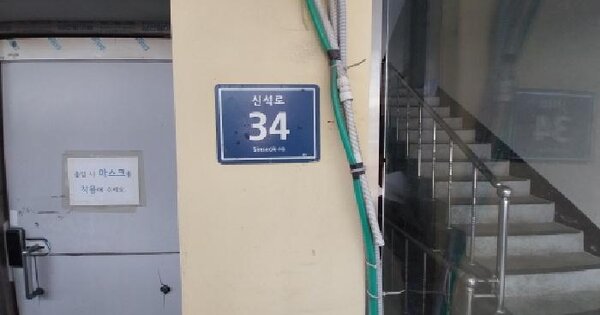 신석로
34
Sinseok-ro
출입 시 마스크를
착용해 주세요